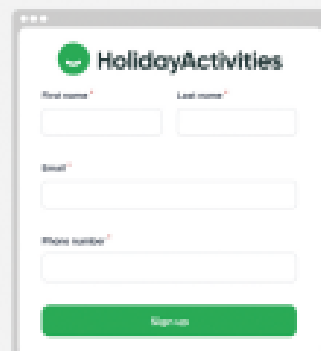 HolidayActivities
First name * Last name *
Email *
Phone number *
Sign up